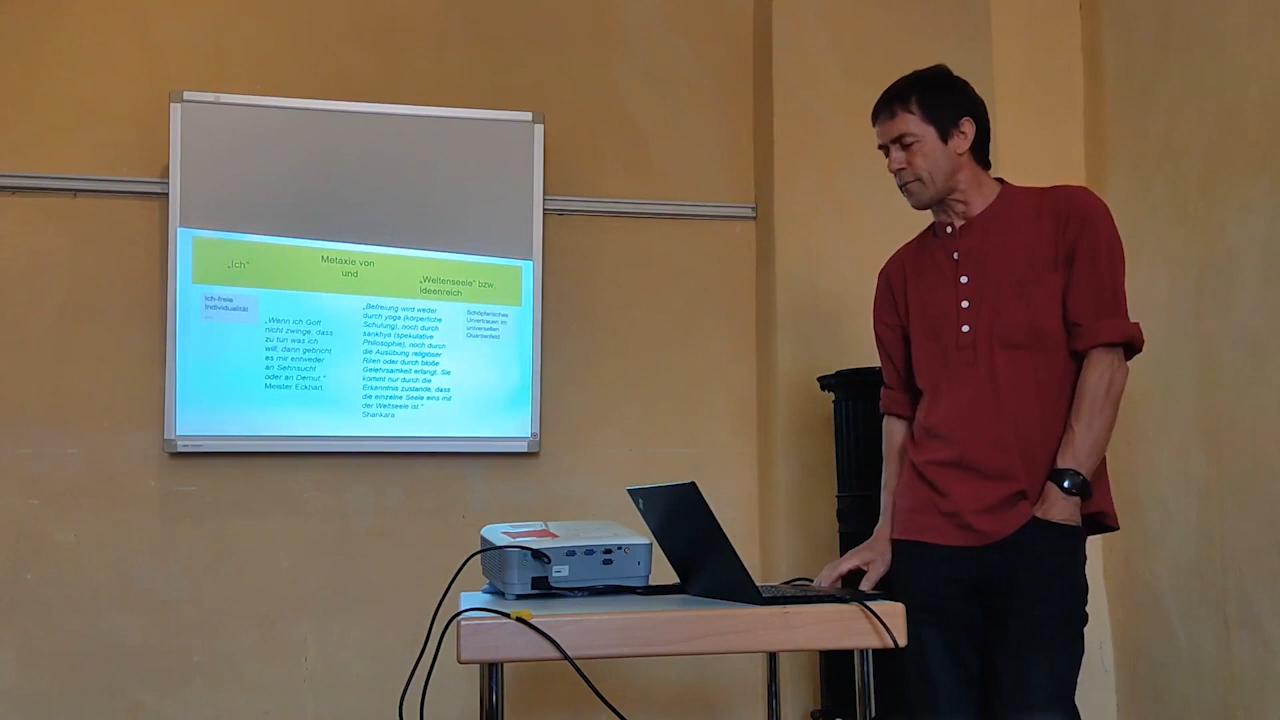 „Ich“
Metaxie von
und
„Weltenseele“ bzw.
Ideenreich
Ich-freie
Individualität
„Wenn ich Gott
nicht zwinge, dass
zu tun was ich
will, dann gebricht
es mir entweder
an Sehnsucht
oder an Demut.“
Meister Eckhart
„Befreiung wird weder
durch yoga (körperliche
Schulung), noch durch
sankhya (spekulative
Philosophie), noch durch
die Ausübung religiöser
Riten oder durch bloße
Gelehrsamkeit erlangt. Sie
kommt nur durch die
Erkenntnis zustande, dass
die einzelne Seele eins mit
der Weltseele ist.“
Shankara
Schöpferisches
Urvertrauen im
universellen
Quantenfeld